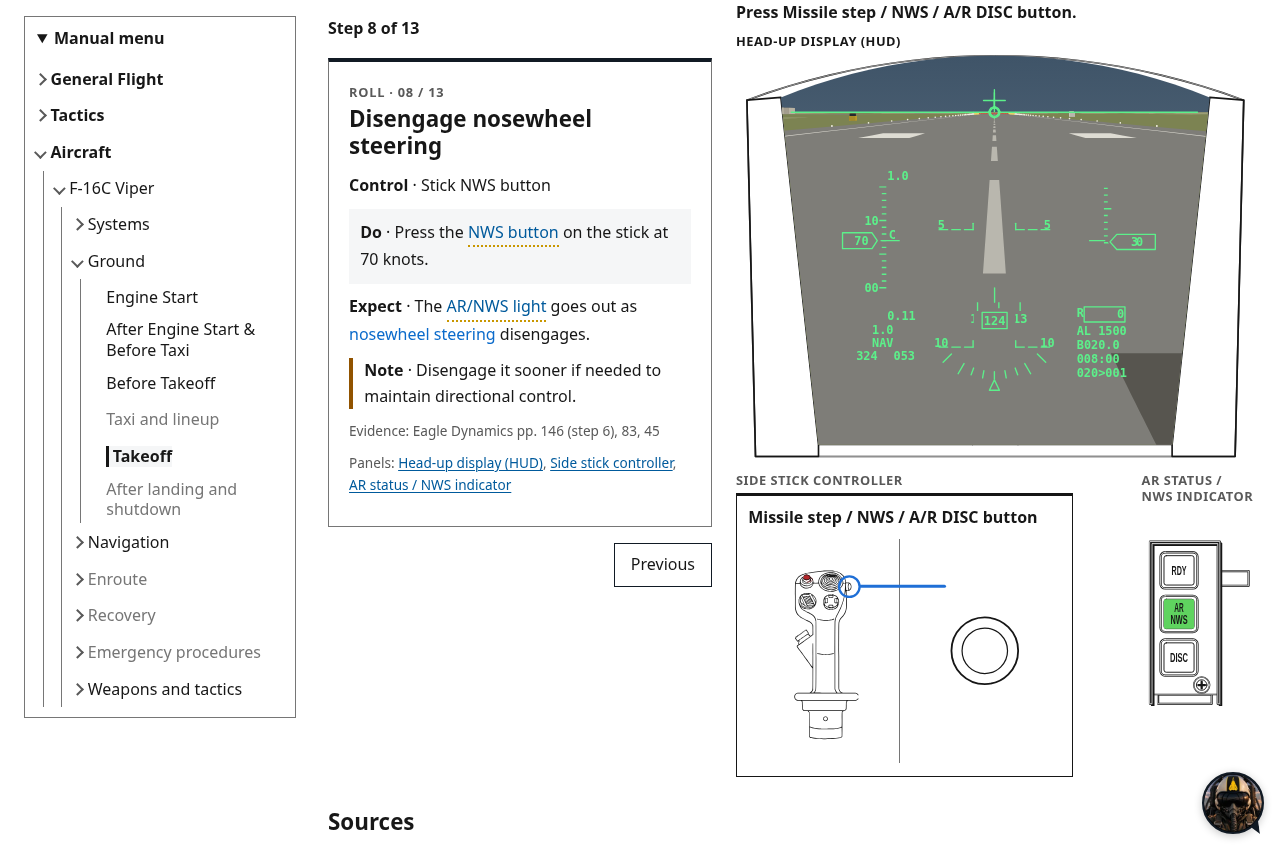 Manual menu
General Flight
Tactics
Aircraft
F-16C Viper
Systems
Ground
Engine Start
After Engine Start &
Before Taxi
Before Takeoff
Taxi and lineup
Takeoff
After landing and
shutdown
Navigation
Enroute
Recovery
Emergency procedures
Weapons and tactics
Step 8 of 13
ROLL · 08 / 13
Disengage nosewheel
steering
Control · Stick NWS button
Do · Press the NWS button on the stick at
70 knots.
Expect · The AR/NWS light goes out as
nosewheel steering disengages.
Note · Disengage it sooner if needed to
maintain directional control.
Evidence: Eagle Dynamics pp. 146 (step 6), 83, 45
Panels: Head-up display (HUD), Side stick controller,
AR status / NWS indicator
Previous
Sources
Press Missile step / NWS / A/R DISC button.
HEAD-UP DISPLAY (HUD)
1.0
10
70 C
00
5 5
30
0.11
1.0
NAV
324 053
124 13
10 10
R 0
AL 1500
B020.0
008:00
020>001
SIDE STICK CONTROLLER
Missile step / NWS / A/R DISC button
AR STATUS /
NWS INDICATOR
RDY
AR
NWS
DISC